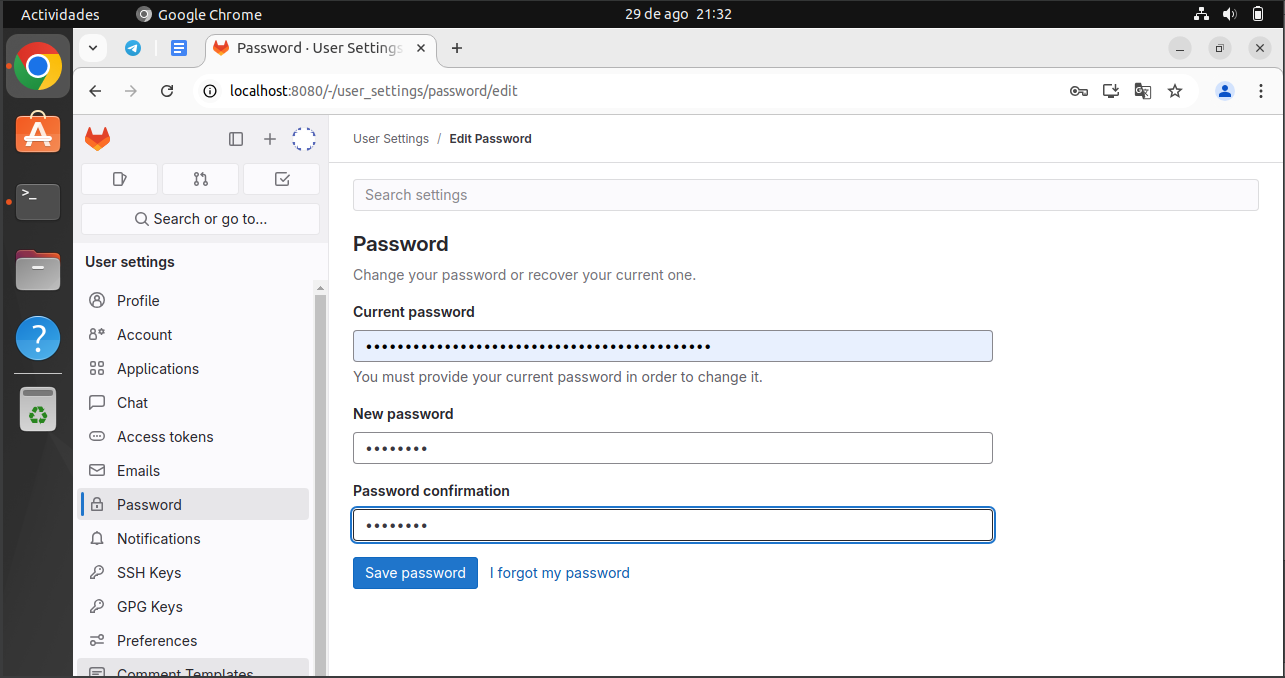 Actividades
Google Chrome
29 de ago 21:32
Password · User Settings
localhost:8080/-/user_settings/password/edit
User Settings / Edit Password
Search or go to...
User settings
Profile
Account
Applications
Chat
Access tokens
Emails
Password
Notifications
SSH Keys
GPG Keys
Preferences
Comment Templates
Search settings
Password
Change your password or recover your current one.
Current password
••••••••••••••••••••••••••••••••••••••••••••
You must provide your current password in order to change it.
New password
••••••••
Password confirmation
••••••••
Save password
I forgot my password